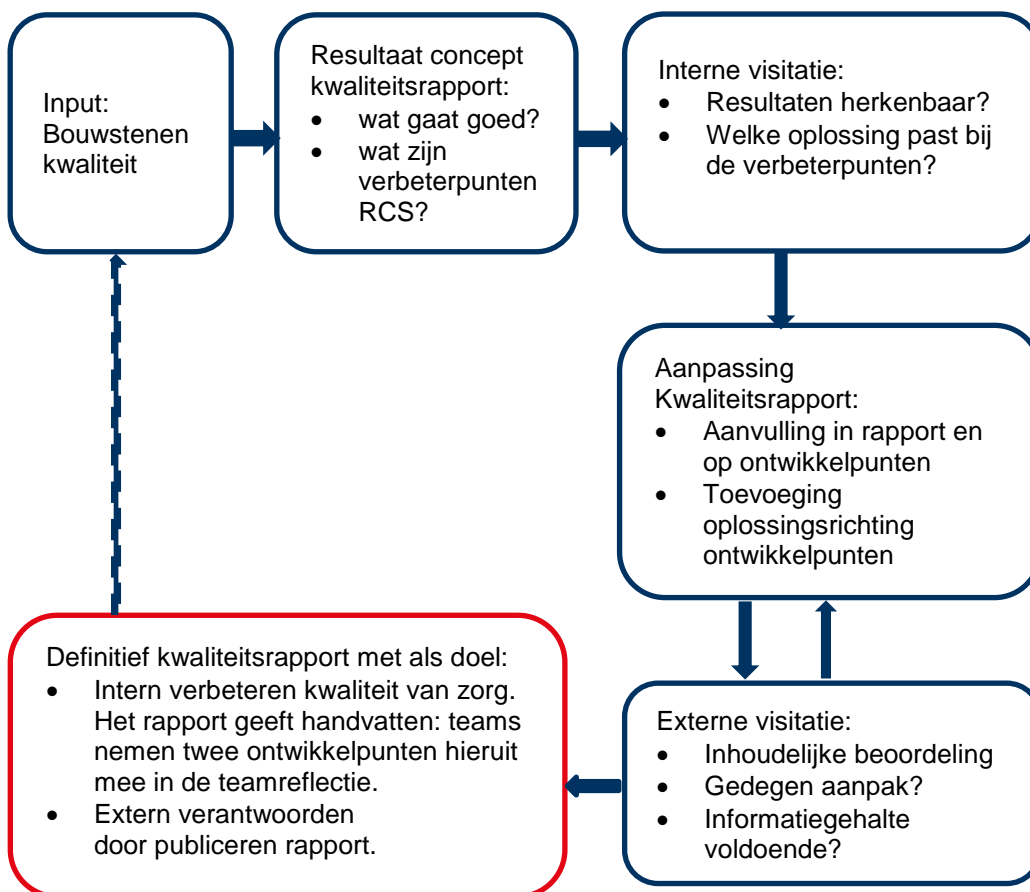 Input:
Bouwstenen
kwaliteit
Resultaat concept
kwaliteitsrapport:
• wat gaat goed?
• wat zijn
verbeterpunten
RCS?
Interne visitatie:
• Resultaten herkenbaar?
• Welke oplossing past bij
de verbeterpunten?
Aanpassing
Kwaliteitsrapport:
• Aanvulling in rapport en
op ontwikkelpunten
• Toevoeging
oplossingsrichting
ontwikkelpunten
Externe visitatie:
• Inhoudelijke beoordeling
• Gedegen aanpak?
• Informatiegehalte
voldoende?
Definitief kwaliteitsrapport met als doel:
• Intern verbeteren kwaliteit van zorg.
Het rapport geeft handvatten: teams
nemen twee ontwikkelpunten hieruit
mee in de teamreflectie.
• Extern verantwoorden
door publiceren rapport.